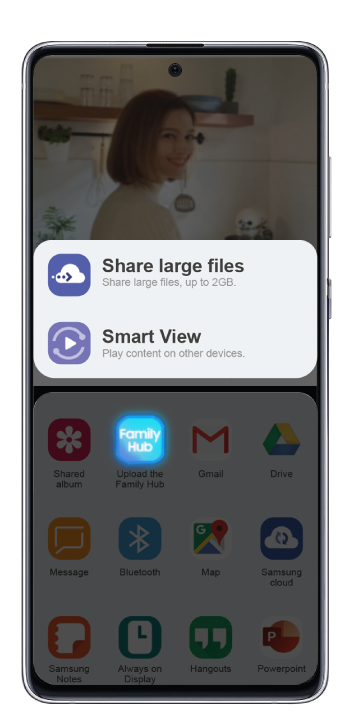 Share large files
Share large files, up to 2GB.
Smart View
Play content on other devices.
Family
Hub
Shared
album
Upload the
Family Hub
Gmail
Drive
Message
Bluetooth
G
Map
Samsung
cloud
P
Samsung
Notes
Always on
Display
Hangouts
Powerpoint